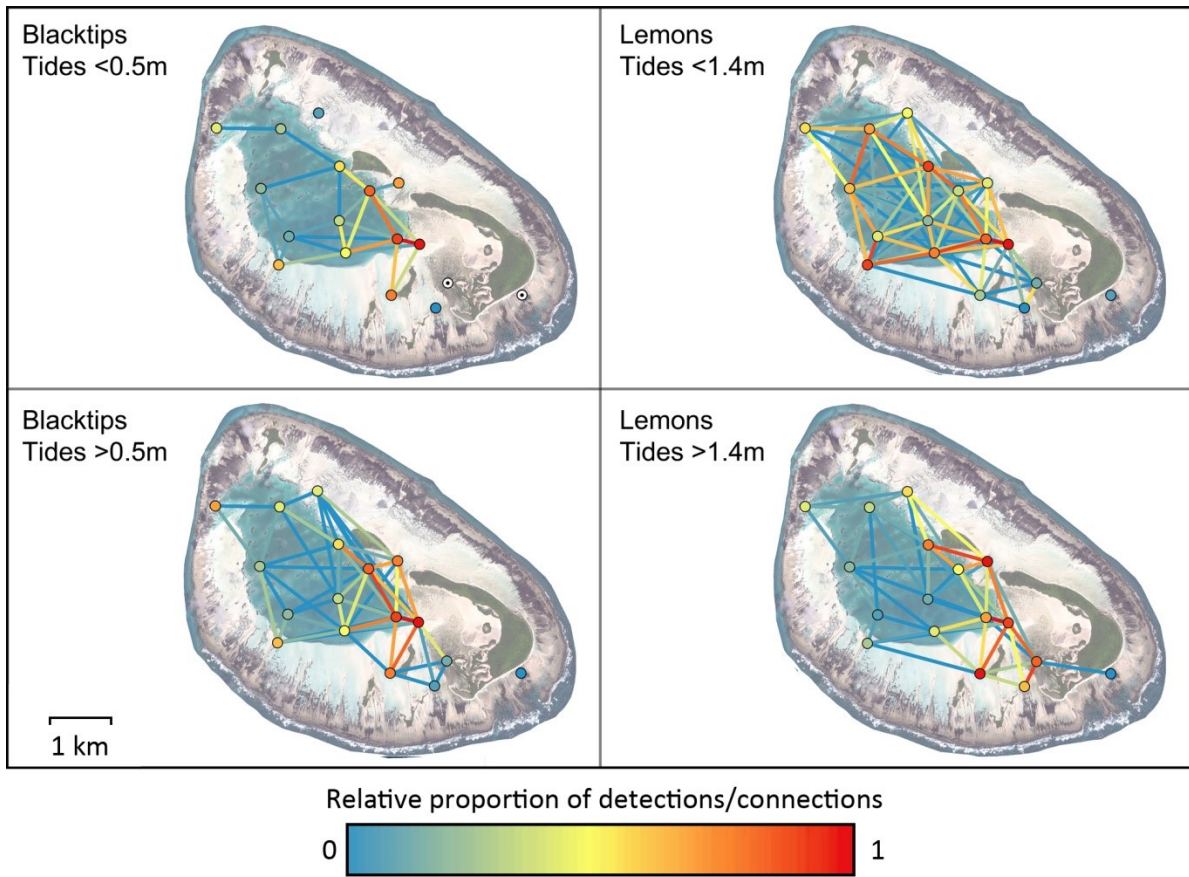 Blacktips
Tides <0.5m
Lemons
Tides <1.4m
Blacktips
Tides >0.5m
Lemons
Tides >1.4m
1 km
Relative proportion of detections/connections
0
1